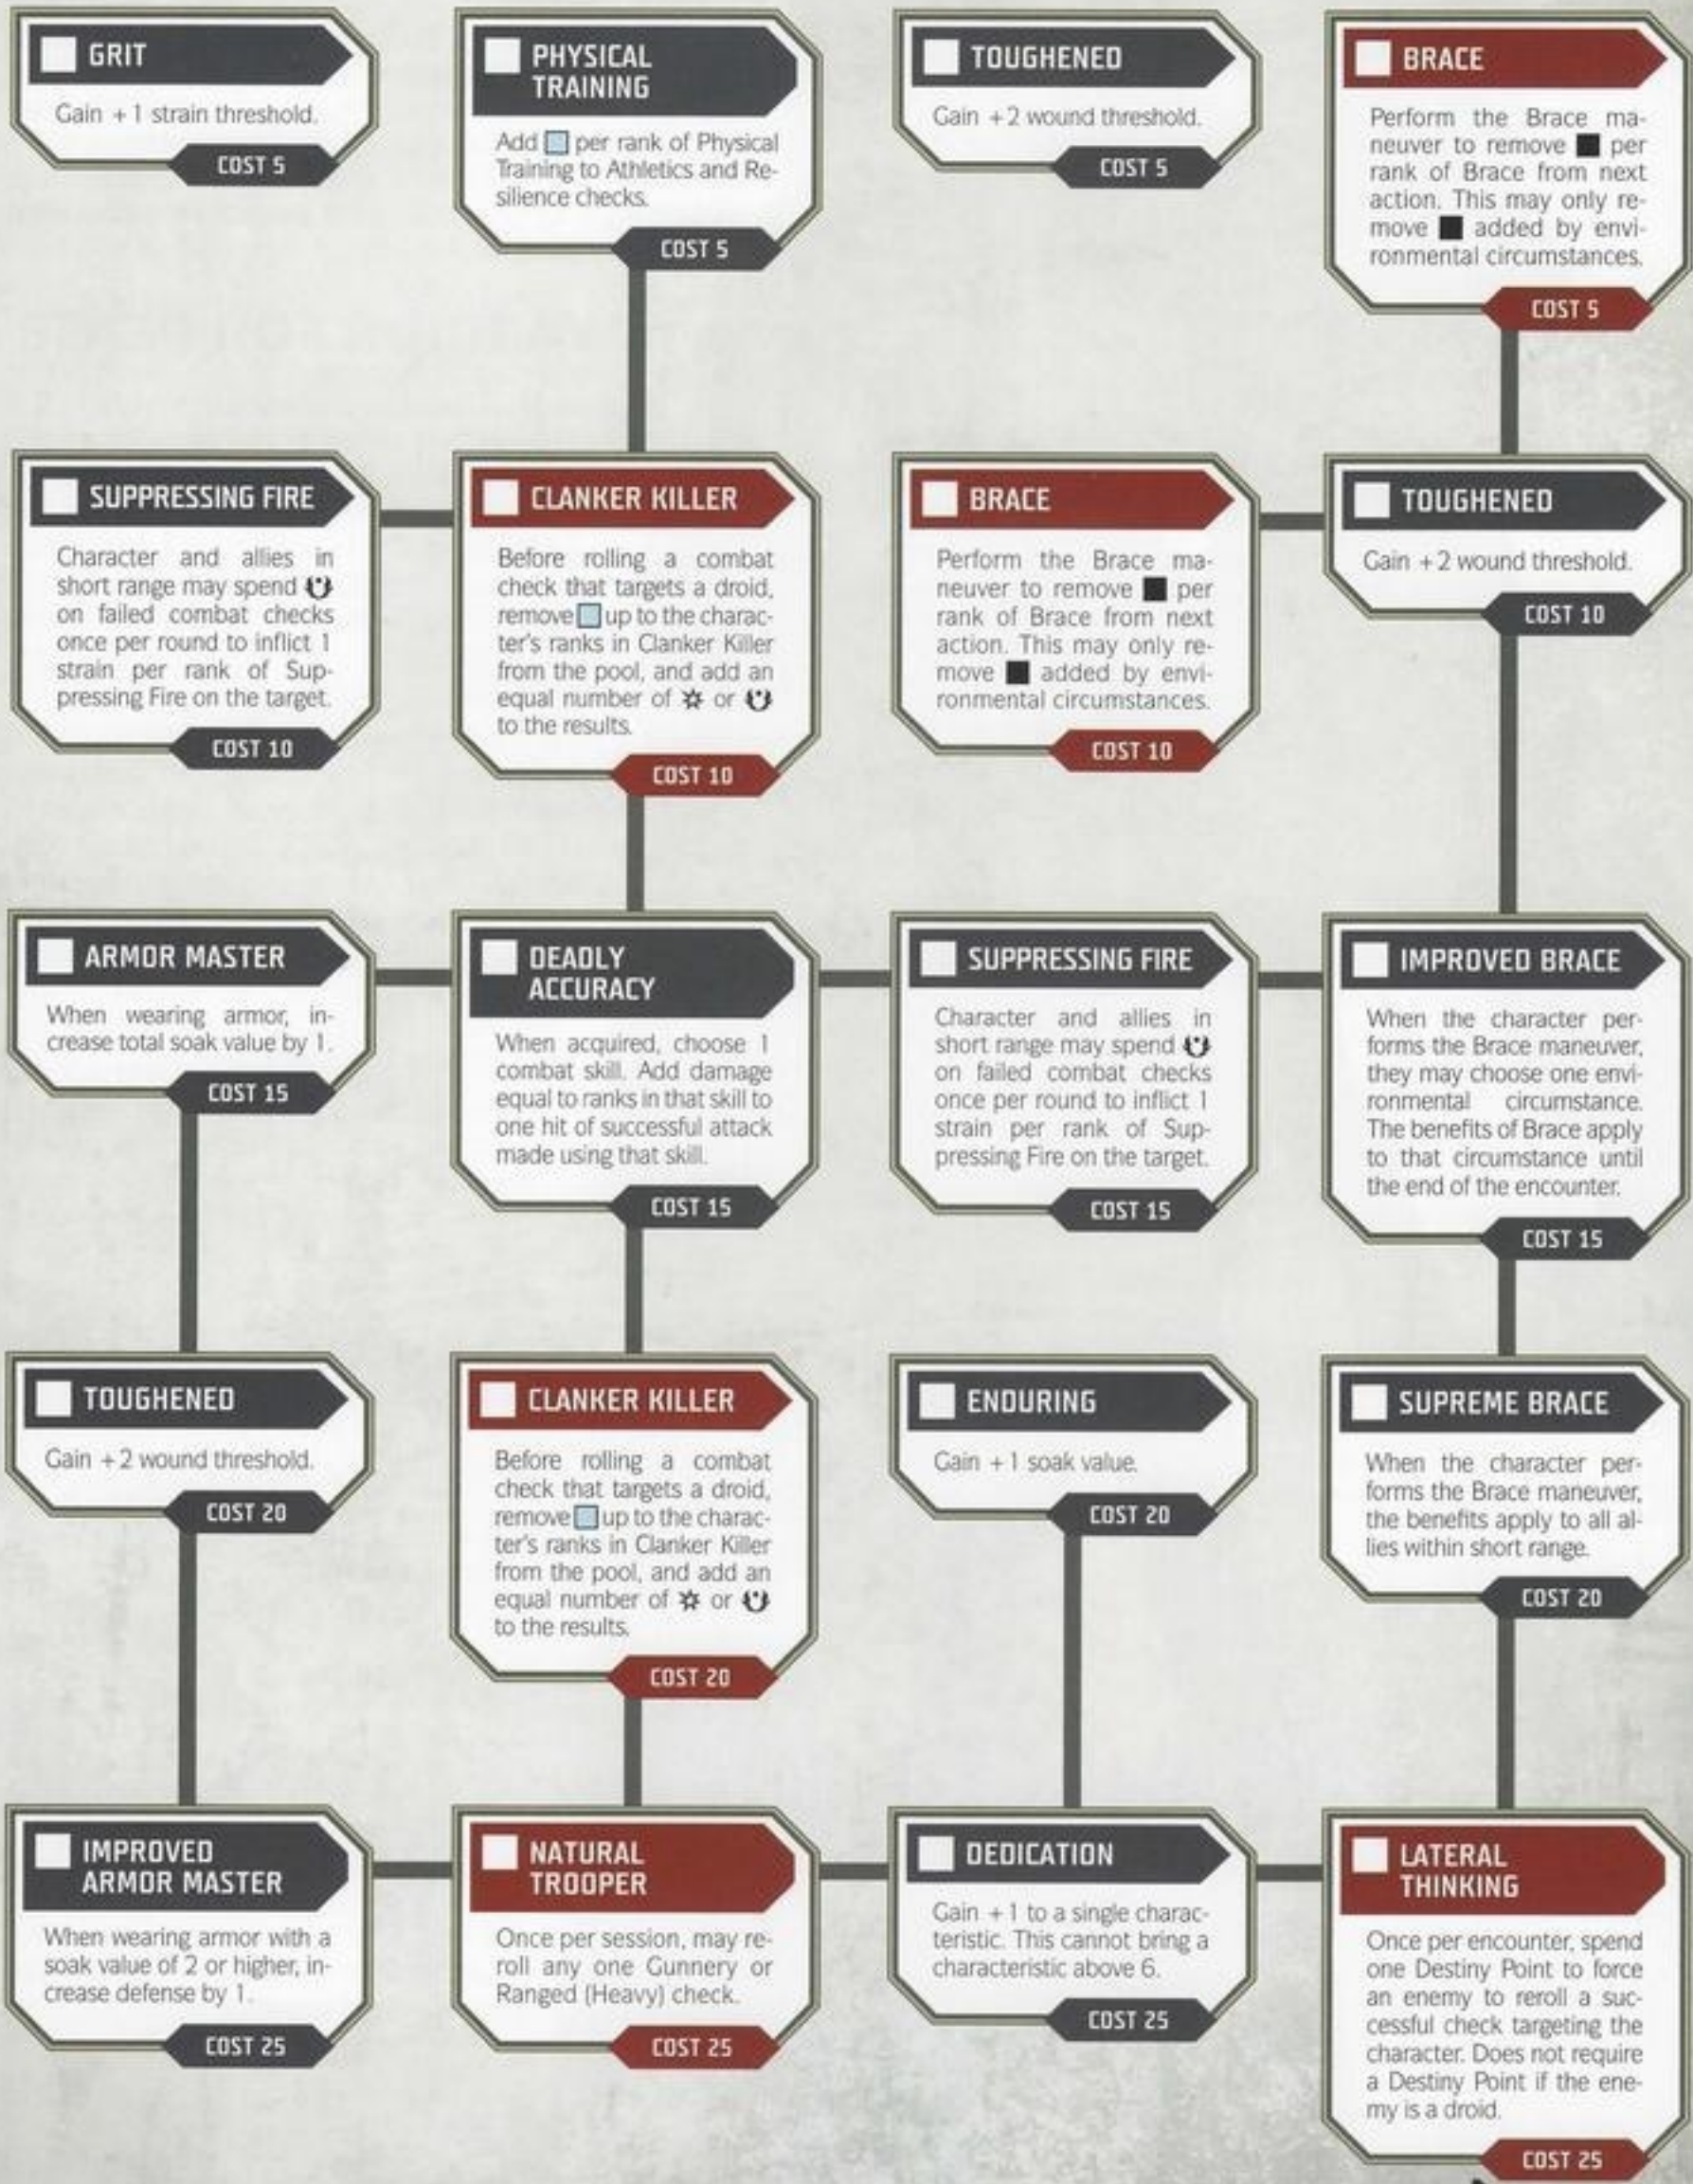 GRIT
Gain +1 strain threshold.
COST 5
PHYSICAL
TRAINING
Add per rank of Physical
Training to Athletics and Re-
silience checks.
COST 5
TOUGHENED
Gain +2 wound threshold.
COST 5
BRACE
Perform the Brace ma-
neuver to remove per
rank of Brace from next
action. This may only re-
move added by envi-
ronmental circumstances.
COST 5
SUPPRESSING FIRE
Character and allies in
short range may spend
on failed combat checks
once per round to inflict 1
strain per rank of Sup-
pressing Fire on the target.
COST 10
CLANKER KILLER
Before rolling a combat
check that targets a droid,
remove up to the charac-
ter's ranks in Clanker Killer
from the pool, and add an
equal number of or
to the results.
COST 10
BRACE
Perform the Brace ma-
neuver to remove per
rank of Brace from next
action. This may only re-
move added by envi-
ronmental circumstances.
COST 10
TOUGHENED
Gain +2 wound threshold.
COST 10
ARMOR MASTER
When wearing armor, in-
crease total soak value by 1.
COST 15
DEADLY
ACCURACY
When acquired, choose 1
combat skill. Add damage
equal to ranks in that skill to
one hit of successful attack
made using that skill.
COST 15
SUPPRESSING FIRE
Character and allies in
short range may spend
on failed combat checks
once per round to inflict 1
strain per rank of Sup-
pressing Fire on the target.
COST 15
IMPROVED BRACE
When the character per-
forms the Brace maneuver,
they may choose one envi-
ronmental circumstance.
The benefits of Brace apply
to that circumstance until
the end of the encounter.
COST 15
TOUGHENED
Gain +2 wound threshold.
COST 20
CLANKER KILLER
Before rolling a combat
check that targets a droid,
remove up to the charac-
ter's ranks in Clanker Killer
from the pool, and add an
equal number of or
to the results.
COST 20
ENDURING
Gain +1 soak value.
COST 20
SUPREME BRACE
When the character per-
forms the Brace maneuver,
the benefits apply to all al-
lies within short range.
COST 20
IMPROVED
ARMOR MASTER
When wearing armor with a
soak value of 2 or higher, in-
crease defense by 1.
COST 25
NATURAL
TROOPER
Once per session, may re-
roll any one Gunnery or
Ranged (Heavy) check.
COST 25
DEDICATION
Gain +1 to a single charac-
teristic. This cannot bring a
characteristic above 6.
COST 25
LATERAL
THINKING
Once per encounter, spend
one Destiny Point to force
an enemy to reroll a suc-
cessful check targeting the
character. Does not require
a Destiny Point if the ene-
my is a droid.
COST 25